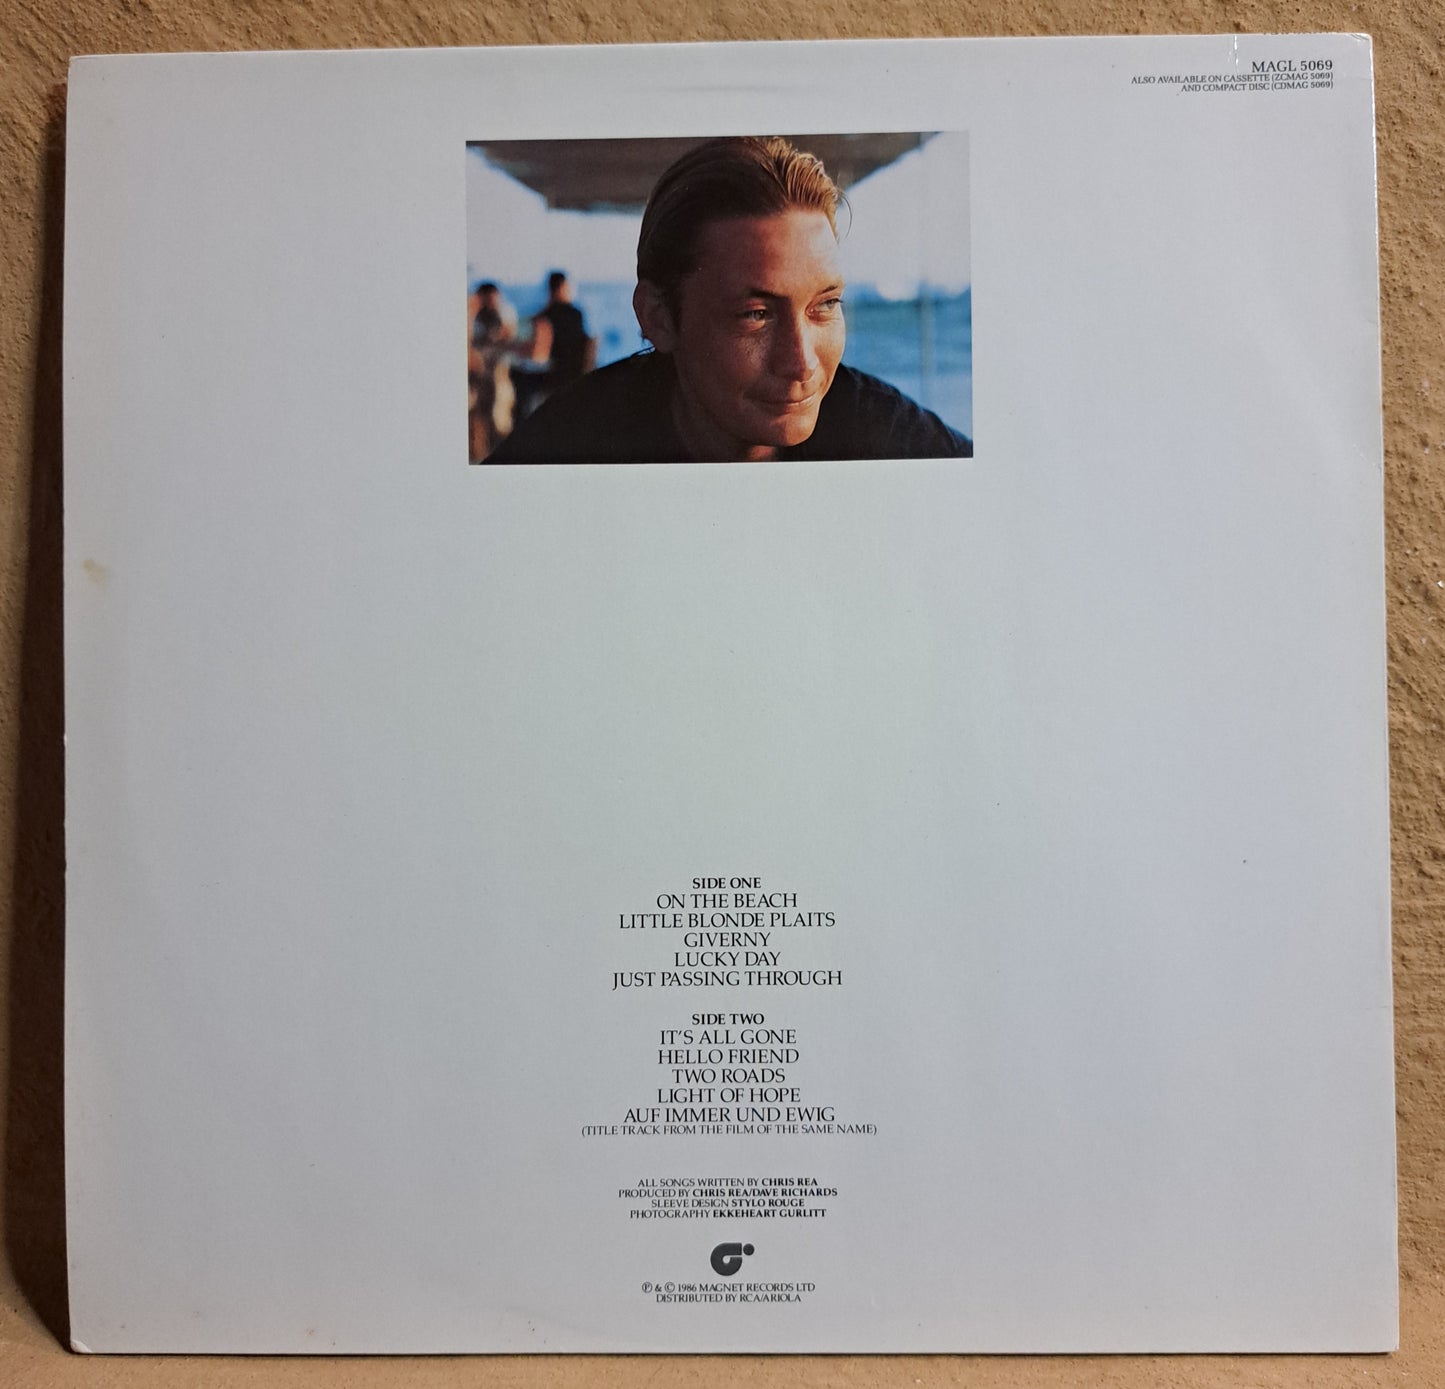 MAGL 5069
ALSO AVAILABLE ON CASSETTE (ZCMAG 5069)
AND COMPACT DISC (CDMAG 5069)
SIDE ONE
ON THE BEACH
LITTLE BLONDE PLAITS
GIVERNY
LUCKY DAY
JUST PASSING THROUGH
SIDE TWO
IT'S ALL GONE
HELLO FRIEND
TWO ROADS
LIGHT OF HOPE
AUF IMMER UND EWIG
(TITLE TRACK FROM THE FILM OF THE SAME NAME)
ALL SONGS WRITTEN BY CHRIS REA
PRODUCED BY CHRIS REA/DAVE RICHARDS
SLEEVE DESIGN STYLO ROUGE
PHOTOGRAPHY EKKEHEART GURLITT
℗ & © 1986 MAGNET RECORDS LTD
DISTRIBUTED BY RCA/ARIOLA